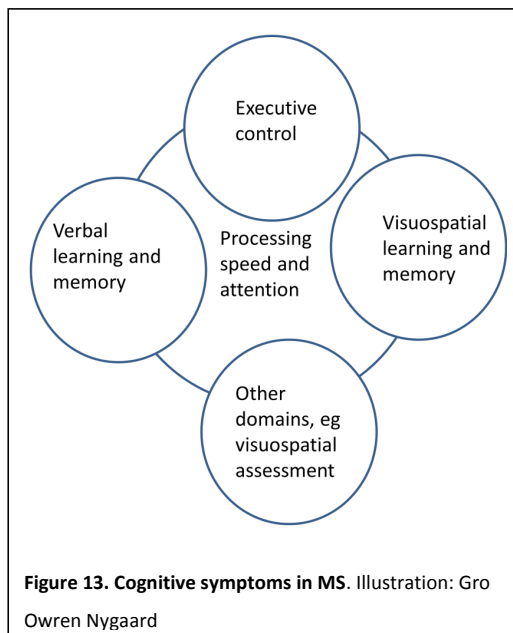 Executive
control
Verbal
learning and
memory
Processing
speed and
attention
Visuospatial
learning and
memory
Other
domains, eg
visuospatial
assessment
Figure 13. Cognitive symptoms in MS. Illustration: Gro
Owren Nygaard